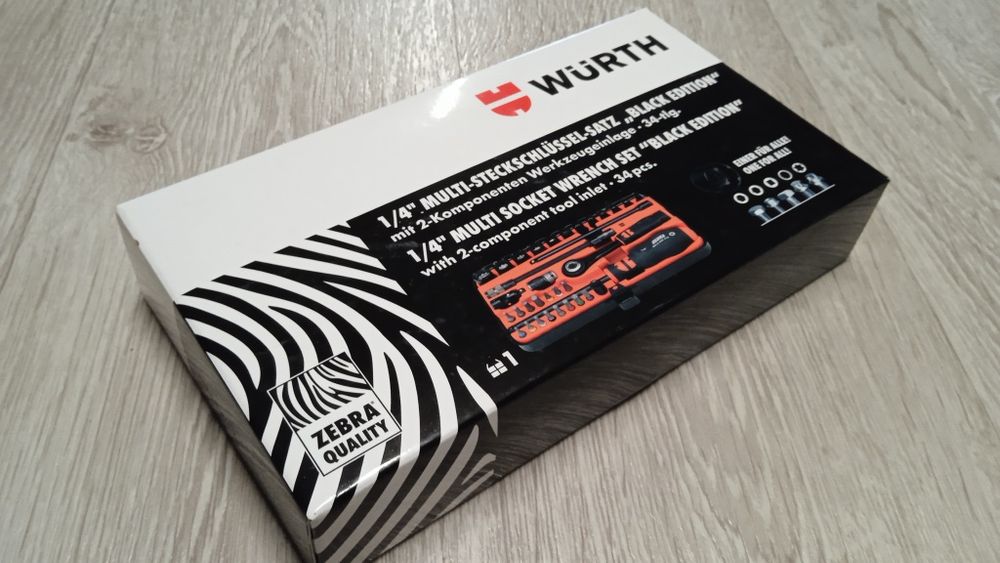 WÜRTH
1/4" MULTI-STECKSCHLÜSSEL-SATZ „BLACK EDITION“
mit 2-Komponenten Werkzeugeinlage • 34-tlg.
1/4" MULTI SOCKET WRENCH SET "BLACK EDITION"
with 2-component tool inlet • 34 pcs.
EINER FÜR ALLE!
ONE FOR ALL!
1
ZEBRA®
QUALITY